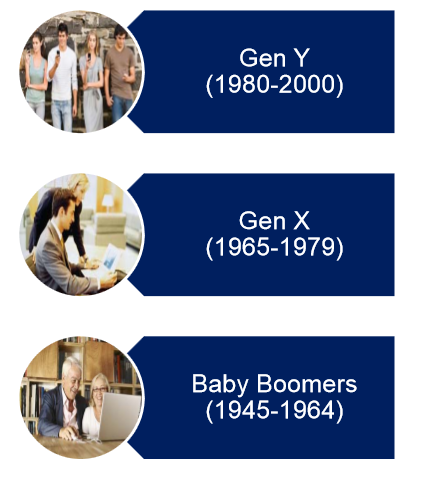 Gen Y
(1980-2000)
Gen X
(1965-1979)
Baby Boomers
(1945-1964)